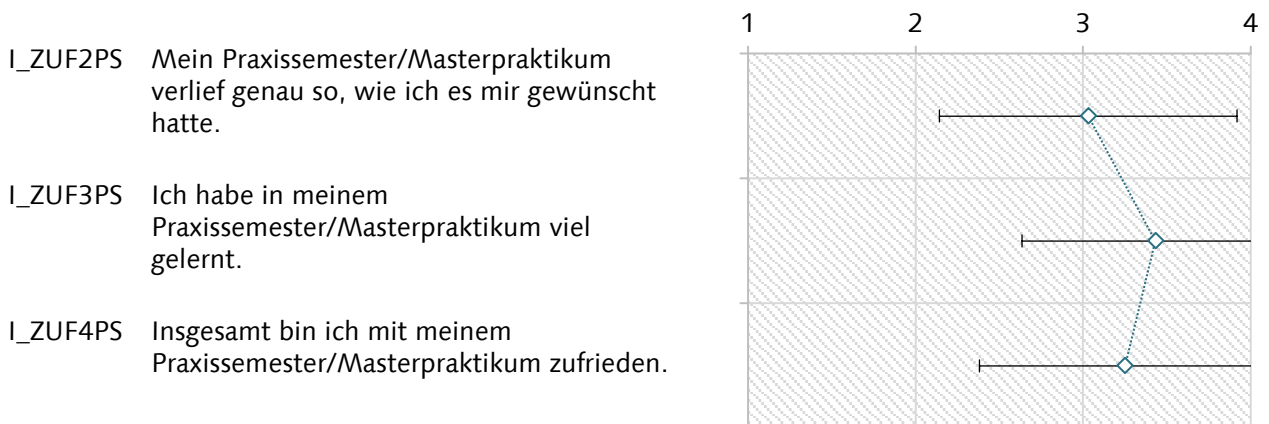 1 2 3 4
I_ZUF2PS Mein Praxissemester/Masterpraktikum
verlief genau so, wie ich es mir gewünscht
hatte.
I_ZUF3PS Ich habe in meinem
Praxissemester/Masterpraktikum viel
gelernt.
I_ZUF4PS Insgesamt bin ich mit meinem
Praxissemester/Masterpraktikum zufrieden.